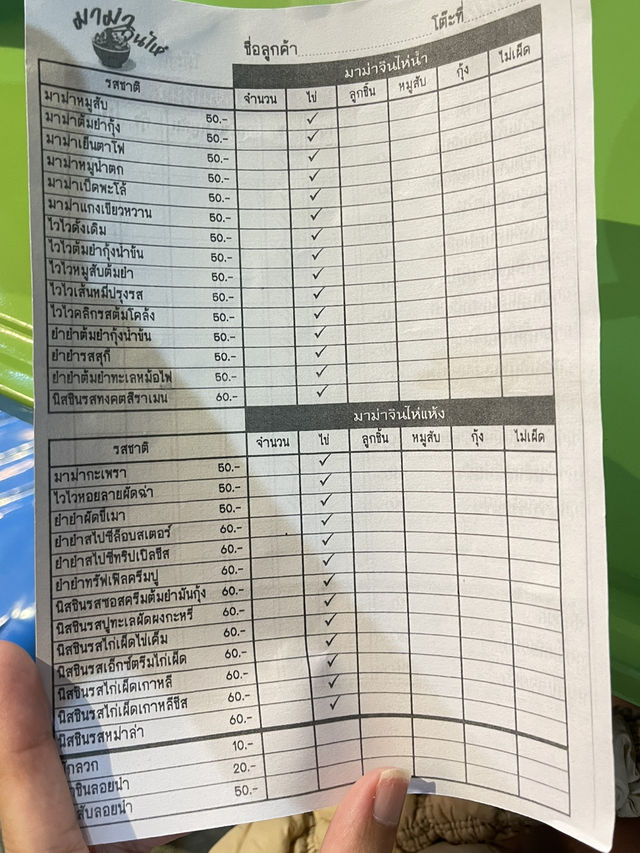 มาม่าจีนไห่
ชื่อลูกค้า โต๊ะที่
มาม่าจีนไห่น้ำ
รสชาติ จำนวน ไข่ ลูกชิ้น หมูสับ กุ้ง ไม่เผ็ด
มาม่าหมูสับ 50.- ✓
มาม่าต้มยำกุ้ง 50.- ✓
มาม่าเย็นตาโฟ 50.- ✓
มาม่าหมูน้ำตก 50.- ✓
มาม่าเป็ดพะโล้ 50.- ✓
มาม่าแกงเขียวหวาน 50.- ✓
ไวไวดั้งเดิม 50.- ✓
ไวไวต้มยำกุ้งน้ำข้น 50.- ✓
ไวไวหมูสับต้มยำ 50.- ✓
ไวไวเส้นหมี่ปรุงรส 50.- ✓
ไวไวควิกรสต้มโคล้ง 50.- ✓
ยำยำต้มยำกุ้งน้ำข้น 50.- ✓
ยำยำรสสุกี้ 50.- ✓
ยำยำต้มยำทะเลหม้อไฟ 50.- ✓
นิสชินรสทงคตสึราเมน 60.- ✓
มาม่าจีนไห่แห้ง
รสชาติ จำนวน ไข่ ลูกชิ้น หมูสับ กุ้ง ไม่เผ็ด
มาม่ากะเพรา 50.- ✓
ไวไวหอยลายผัดฉ่า 50.- ✓
ยำยำผัดขี้เมา 50.- ✓
ยำยำสไปซี่ล็อบสเตอร์ 60.- ✓
ยำยำสไปซี่ทริปเปิลชีส 60.- ✓
ยำยำทรัฟเฟิลครีมปู 60.- ✓
นิสชินรสซอสครีมต้มยำมันกุ้ง 60.- ✓
นิสชินรสปูทะเลผัดผงกะหรี่ 60.- ✓
นิสชินรสไก่เผ็ดไข่เค็ม 60.- ✓
นิสชินรสเอ็กซ์ตรีมไก่เผ็ด 60.- ✓
นิสชินรสไก่เผ็ดเกาหลี 60.- ✓
นิสชินรสไก่เผ็ดเกาหลีชีส 60.- ✓
นิสชินรสหม่าล่า 60.- ✓
10.-
20.-
50.-